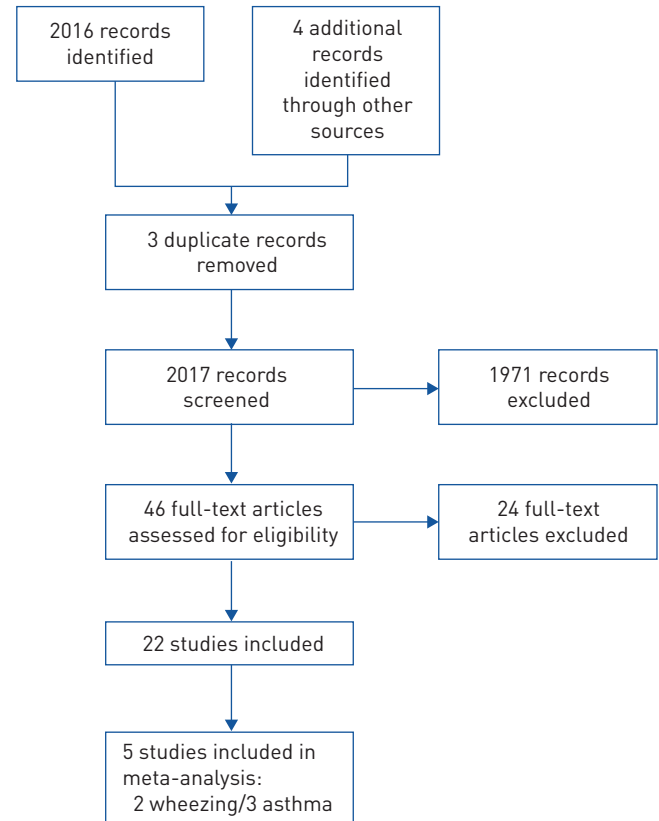 2016 records
identified
4 additional
records
identified
through other
sources
3 duplicate records
removed
2017 records
screened
1971 records
excluded
46 full-text articles
assessed for eligibility
24 full-text
articles excluded
22 studies included
5 studies included in
meta-analysis:
2 wheezing/3 asthma